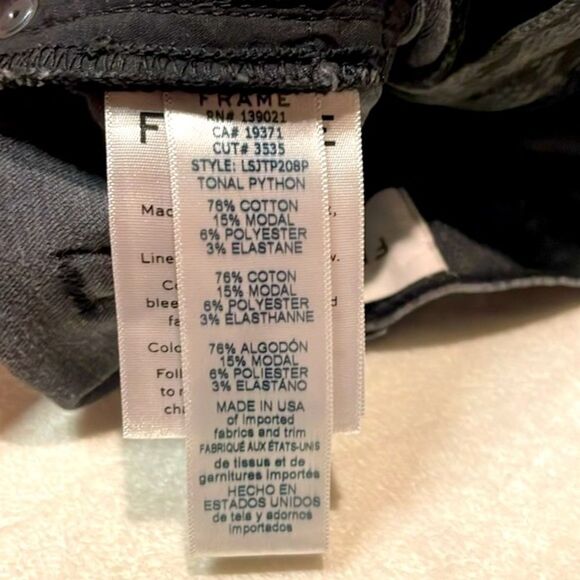 FRAME
RN# 139021
CA# 19371
CUT# 3535
STYLE: LSJTP208P
TONAL PYTHON
76% COTTON
15% MODAL
6% POLYESTER
3% ELASTANE
76% COTON
15% MODAL
6% POLYESTER
3% ELASTHANNE
76% ALGODÓN
15% MODAL
6% POLIESTER
3% ELASTANO
MADE IN USA
of imported
fabrics and trim
FABRIQUÉ AUX ÉTATS-UNIS
de tissus et de
garnitures importés
HECHO EN
ESTADOS UNIDOS
de tela y adornos
importados